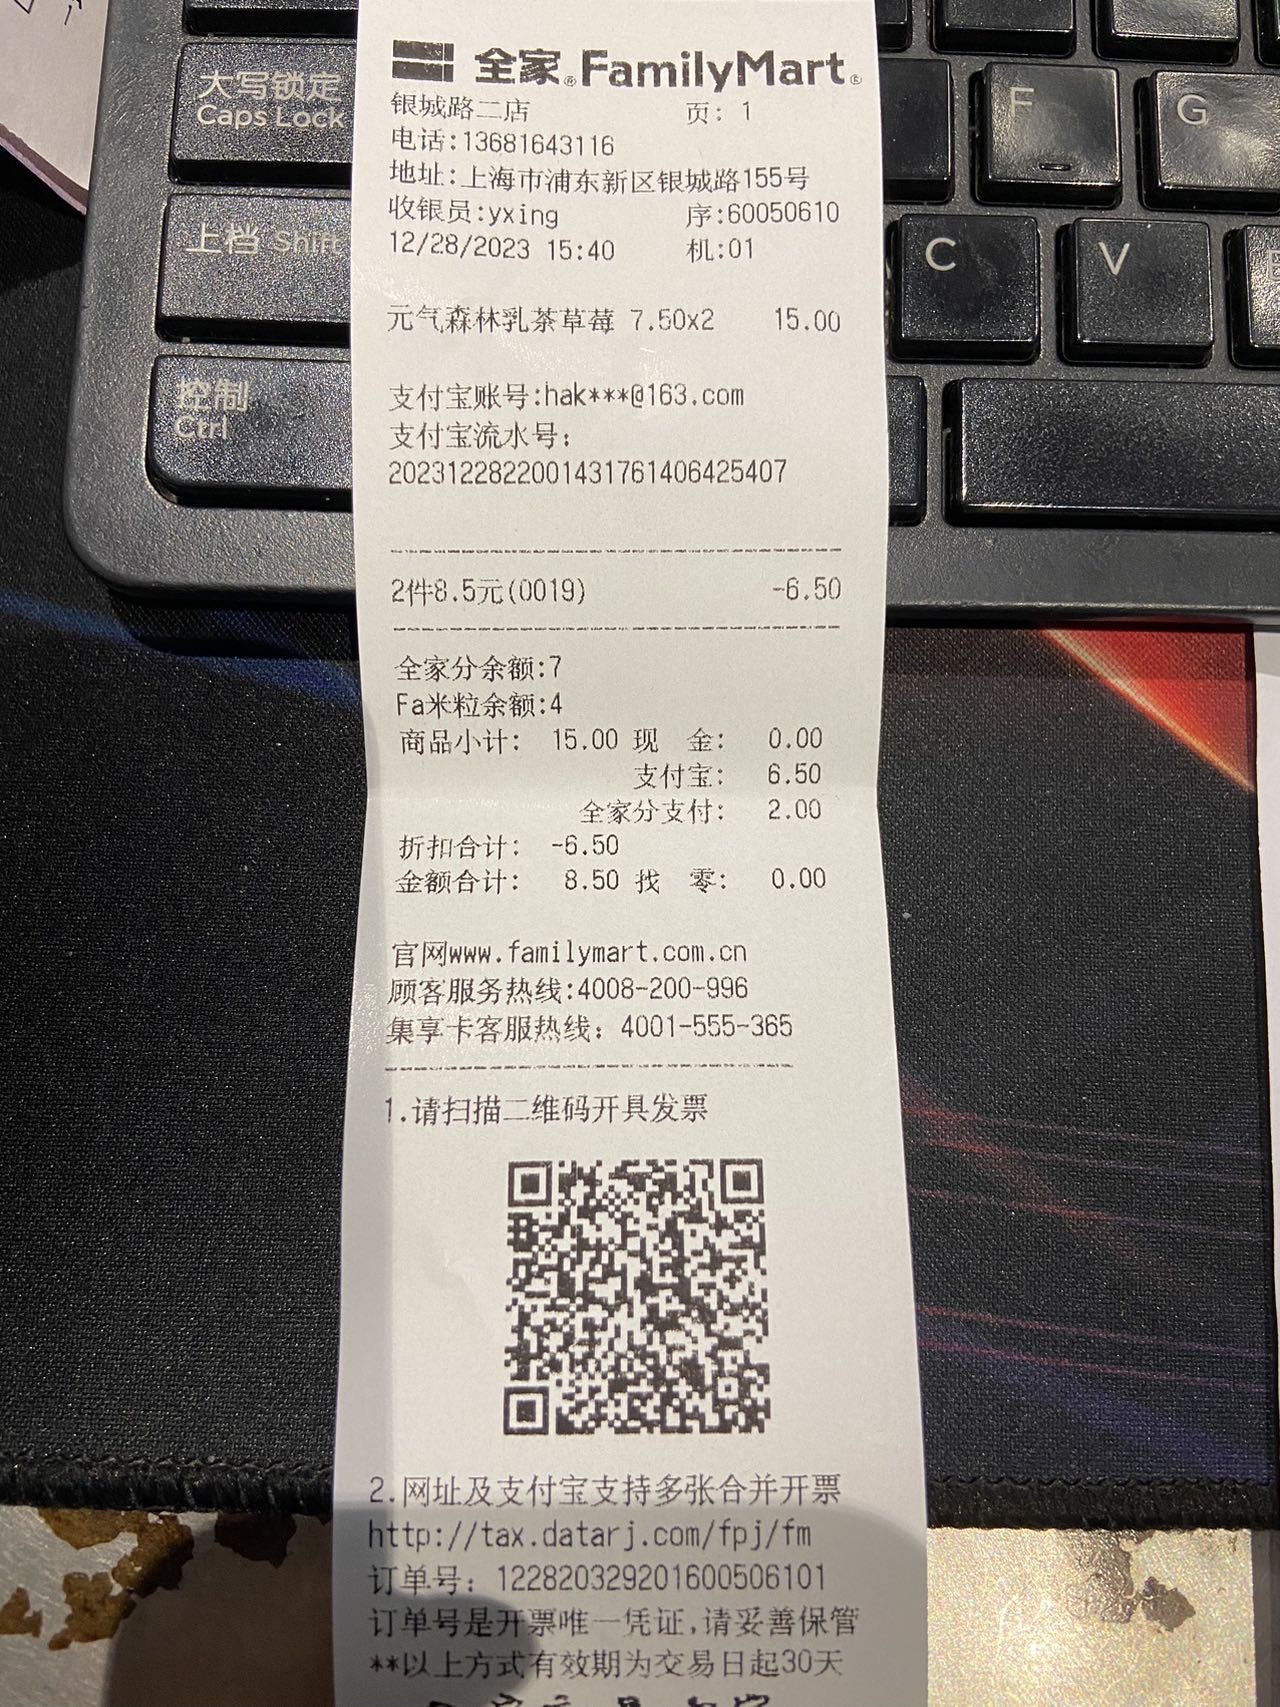 全家®FamilyMart®
银城路二店 页: 1
电话:13681643116
地址:上海市浦东新区银城路155号
收银员:yxing 序:60050610
12/28/2023 15:40 机:01
元气森林乳茶草莓 7.50x2 15.00
支付宝账号:hak***@163.com
支付宝流水号:
2023122822001431761406425407
2件8.5元(0019) -6.50
全家分余额:7
Fa米粒余额:4
商品小计: 15.00 现 金: 0.00
支付宝: 6.50
全家分支付: 2.00
折扣合计: -6.50
金额合计: 8.50 找 零: 0.00
官网www.familymart.com.cn
顾客服务热线:4008-200-996
集享卡客服热线: 4001-555-365
1.请扫描二维码开具发票
2.网址及支付宝支持多张合并开票
http://tax.datarj.com/fpj/fm
订单号: 122820329201600506101
订单号是开票唯一凭证,请妥善保管
**以上方式有效期为交易日起30天
大写锁定
Caps Lock
上档 Shift
控制
Ctrl
F
G
C
V